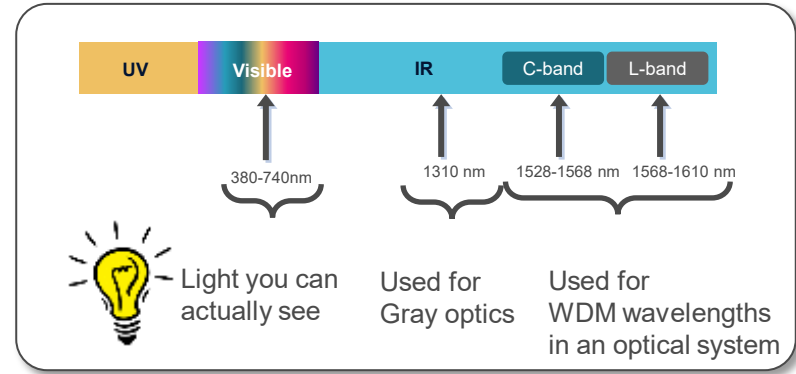 UV Visible IR C-band L-band
380-740nm 1310 nm 1528-1568 nm 1568-1610 nm
Light you can
actually see
Used for
Gray optics
Used for
WDM wavelengths
in an optical system